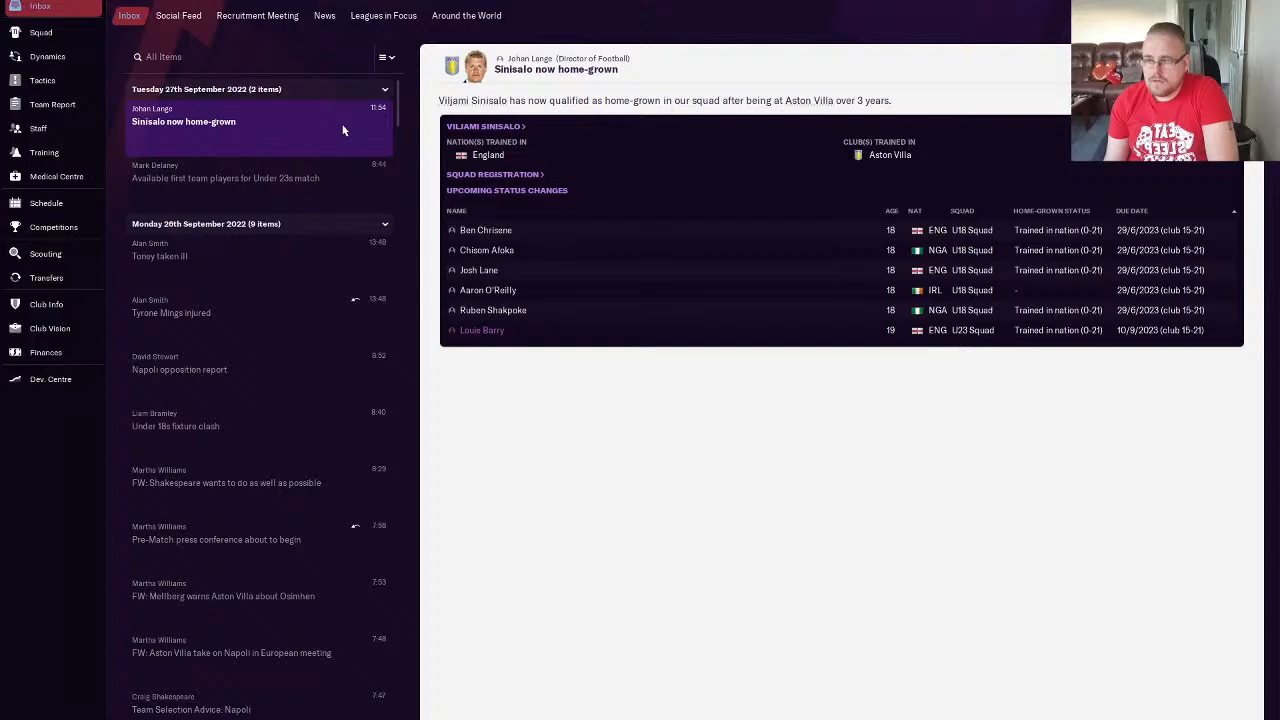 Inbox
Squad
Dynamics
Tactics
Team Report
Staff
Training
Medical Centre
Schedule
Competitions
Scouting
Transfers
Club Info
Club Vision
Finances
Dev. Centre
Inbox Social Feed Recruitment Meeting News Leagues in Focus Around the World
All Items
Tuesday 27th September 2022 (2 items)
Johan Lange 11:54
Sinisalo now home-grown
Mark Delaney 8:44
Available first team players for Under 23s match
Monday 26th September 2022 (9 items)
Alan Smith 13:48
Toney taken ill
Alan Smith 13:48
Tyrone Mings injured
David Stewart 8:52
Napoli opposition report
Liam Bramley 8:40
Under 18s fixture clash
Martha Williams 8:29
FW: Shakespeare wants to do as well as possible
Martha Williams 7:58
Pre-Match press conference about to begin
Martha Williams 7:53
FW: Mellberg warns Aston Villa about Osimhen
Martha Williams 7:48
FW: Aston Villa take on Napoli in European meeting
Craig Shakespeare 7:47
Team Selection Advice: Napoli
Johan Lange (Director of Football)
Sinisalo now home-grown
Viljami Sinisalo has now qualified as home-grown in our squad after being at Aston Villa over 3 years.
VILJAMI SINISALO >
NATION(S) TRAINED IN CLUB(S) TRAINED IN
England Aston Villa
SQUAD REGISTRATION >
UPCOMING STATUS CHANGES
NAME AGE NAT SQUAD HOME-GROWN STATUS DUE DATE
Ben Chrisene 18 ENG U18 Squad Trained in nation (0-21) 29/6/2023 (club 15-21)
Chisom Afoka 18 NGA U18 Squad Trained in nation (0-21) 29/6/2023 (club 15-21)
Josh Lane 18 ENG U18 Squad Trained in nation (0-21) 29/6/2023 (club 15-21)
Aaron O'Reilly 18 IRL U18 Squad - 29/6/2023 (club 15-21)
Ruben Shakpoke 18 NGA U18 Squad Trained in nation (0-21) 29/6/2023 (club 15-21)
Louie Barry 19 ENG U23 Squad Trained in nation (0-21) 10/9/2023 (club 15-21)